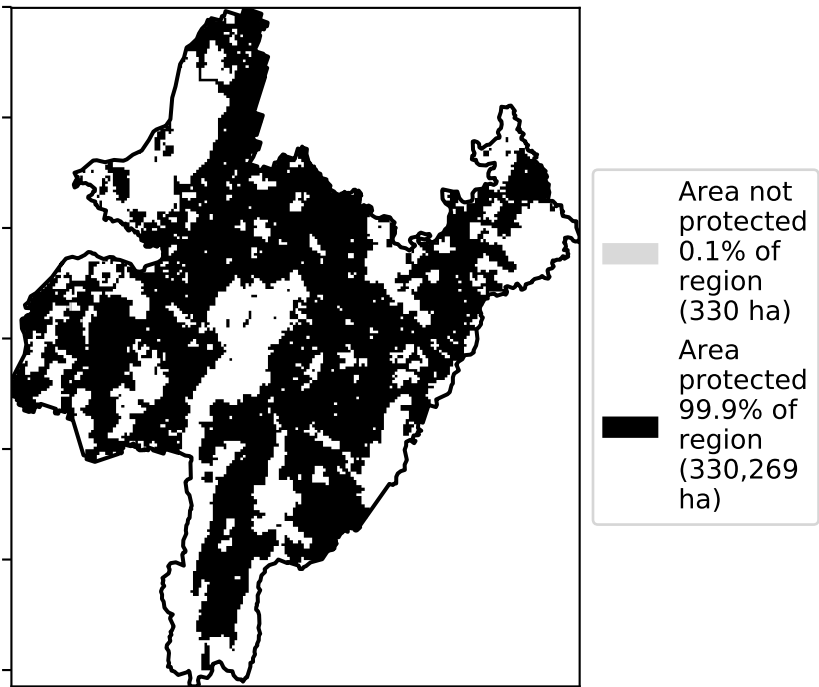 Area not
protected
0.1% of
region
(330 ha)
Area
protected
99.9% of
region
(330,269
ha)